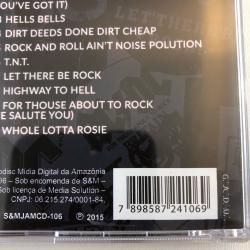 YOU'VE GOT IT)
HELLS BELLS
DIRT DEEDS DONE DIRT CHEAP
ROCK AND ROLL AIN'T NOISE POLUTION
T.N.T.
LET THERE BE ROCK
HIGHWAY TO HELL
FOR THOUSE ABOUT TO ROCK
E SALUTE YOU)
WHOLE LOTTA ROSIE
odisc Mídia Digital da Amazônia
06 - Sob encomenda de S&M -
Sob licença de Media Solution -
CNPJ: 06.215.274/0001-84.
S&MJAMCD-106 ℗ 2015
7 898587 241069